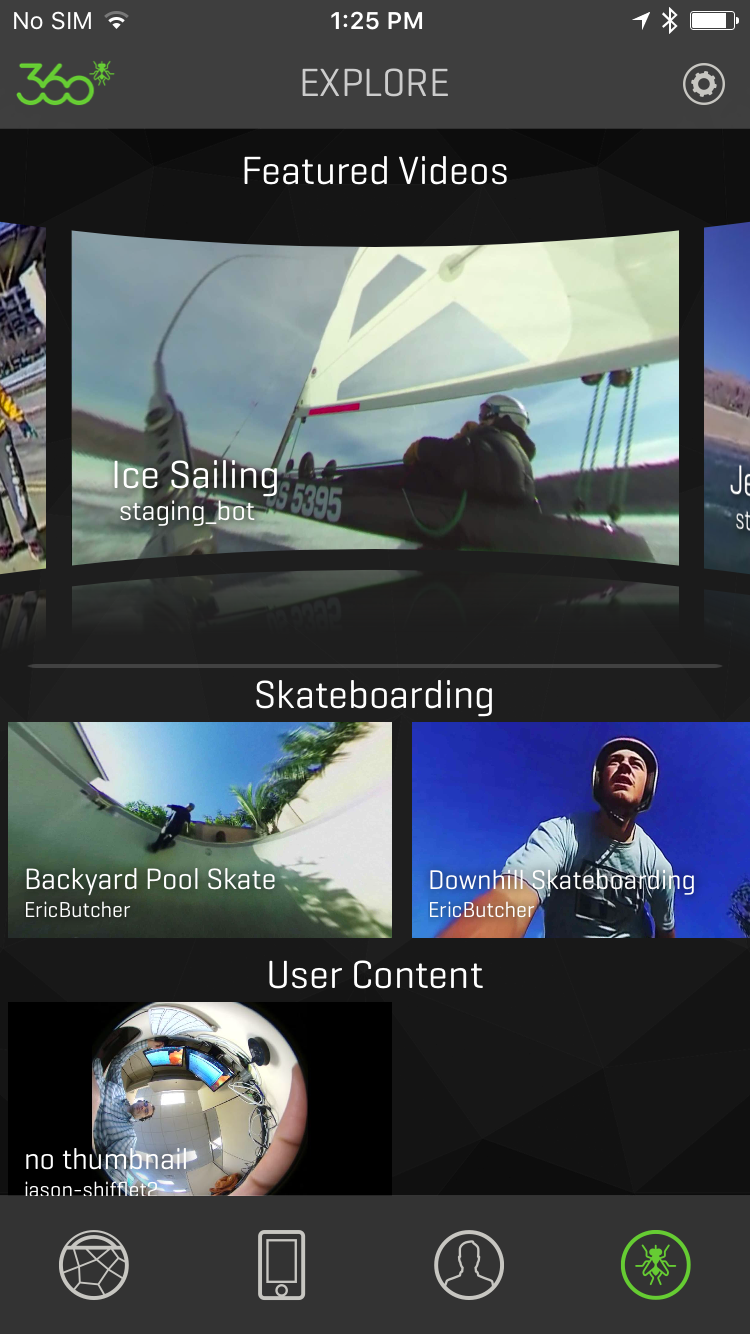 No SIM 1:25 PM
360 EXPLORE
Featured Videos
Ice Sailing
staging_bot
5395
Je
st
Skateboarding
Backyard Pool Skate
EricButcher
Downhill Skateboarding
EricButcher
User Content
no thumbnail
jason-shifflet2